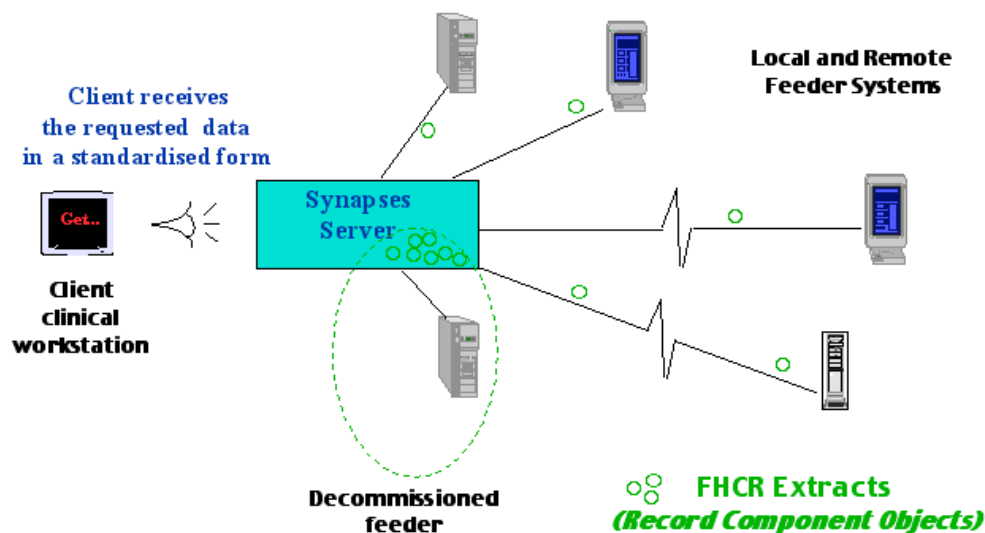 Local and Remote
Feeder Systems
Client receives
the requested data
in a standardised form
Get..
Synapses
Server
Client
clinical
workstation
Decommissioned
feeder
FHCR Extracts
(Record Component Objects)